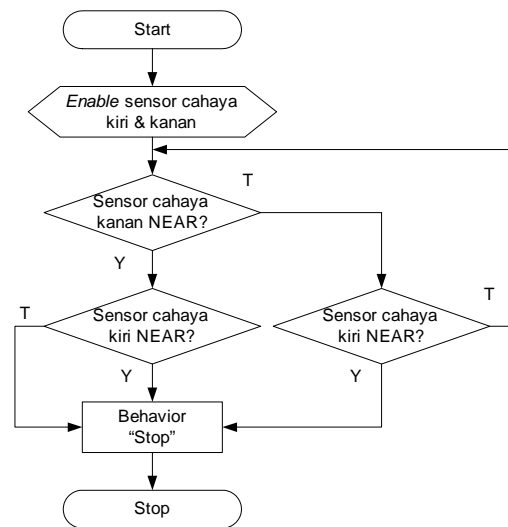 Start
Enable sensor cahaya
kiri & kanan
T
Sensor cahaya
kanan NEAR?
Y
T
Sensor cahaya
kiri NEAR?
Y
Sensor cahaya
kiri NEAR?
T
Y
Behavior
“Stop”
Stop